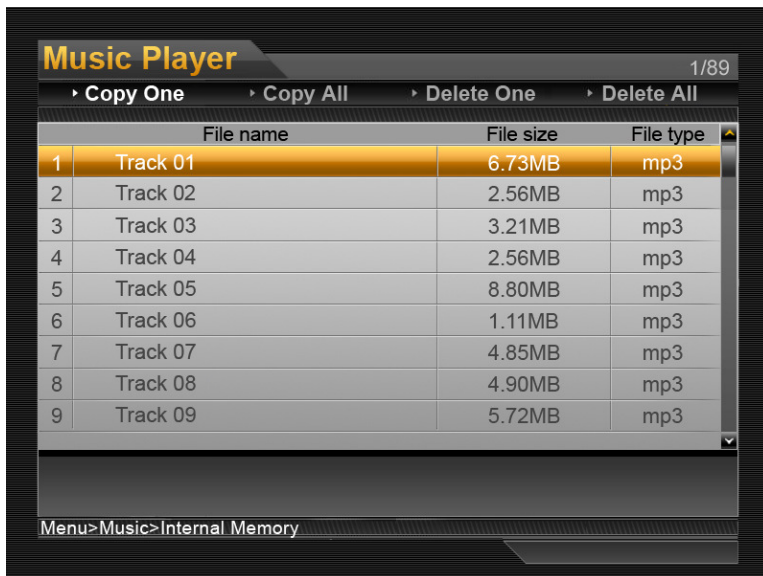 Music Player
1/89
Copy One Copy All Delete One Delete All
File name File size File type
1 Track 01 6.73MB mp3
2 Track 02 2.56MB mp3
3 Track 03 3.21MB mp3
4 Track 04 2.56MB mp3
5 Track 05 8.80MB mp3
6 Track 06 1.11MB mp3
7 Track 07 4.85MB mp3
8 Track 08 4.90MB mp3
9 Track 09 5.72MB mp3
Menu>Music>Internal Memory